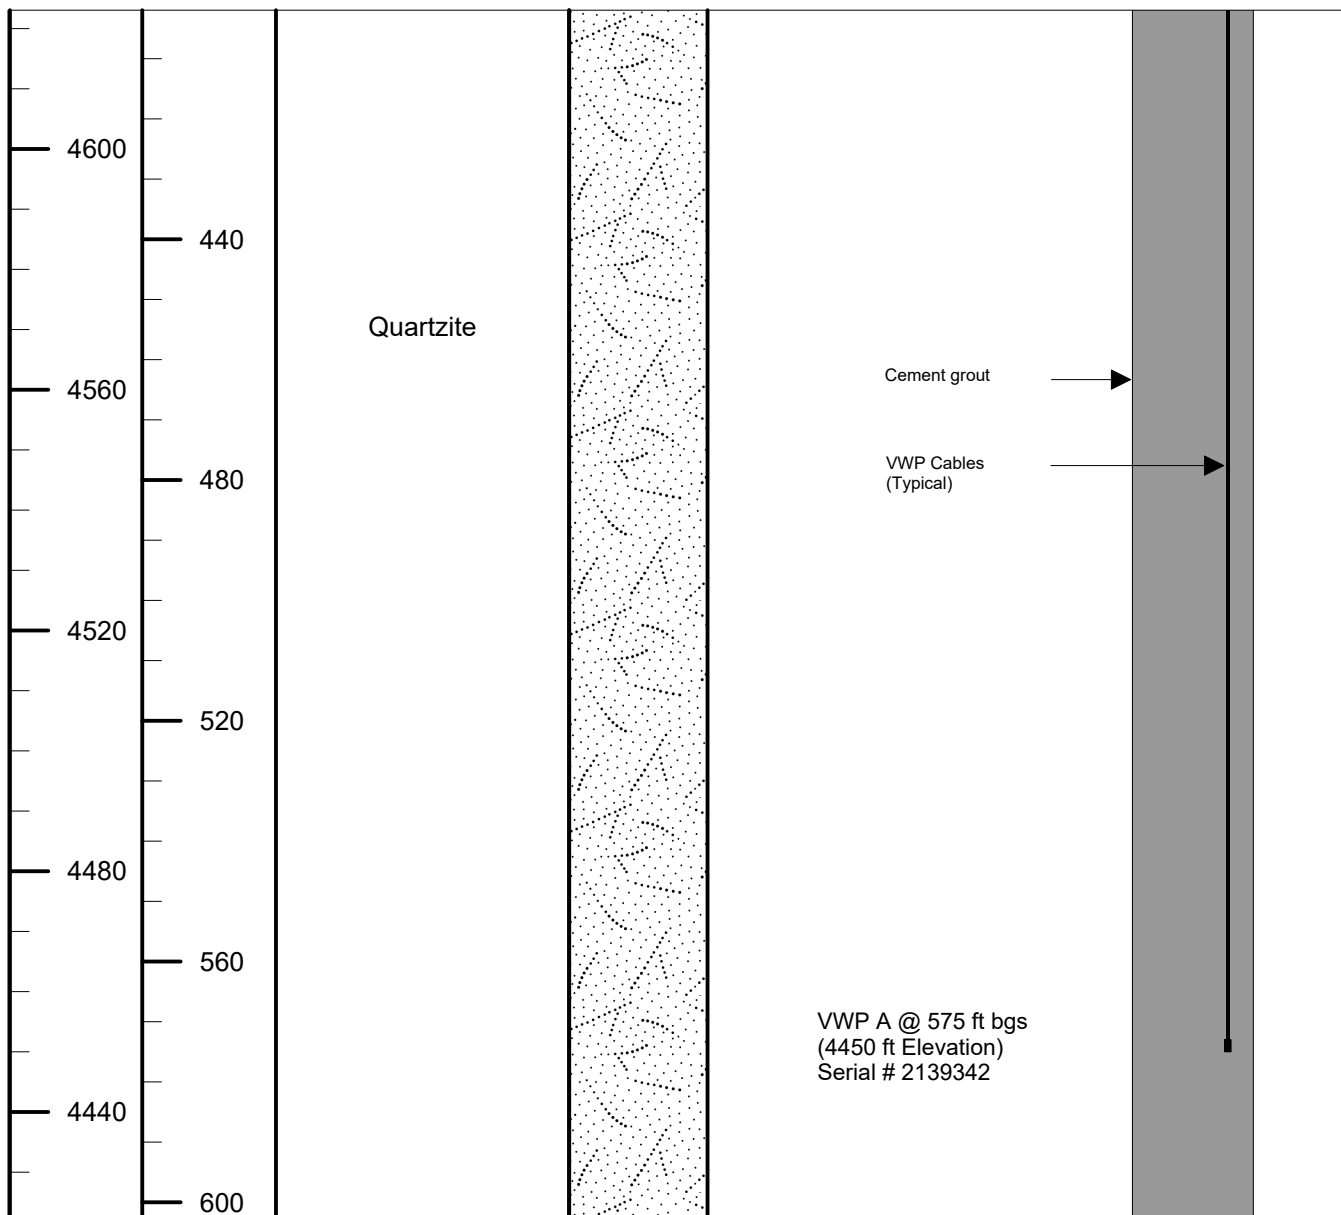 4600
440
Quartzite
4560
Cement grout
VWP Cables
(Typical)
480
4520
520
4480
560
VWP A @ 575 ft bgs
(4450 ft Elevation)
Serial # 2139342
4440
600